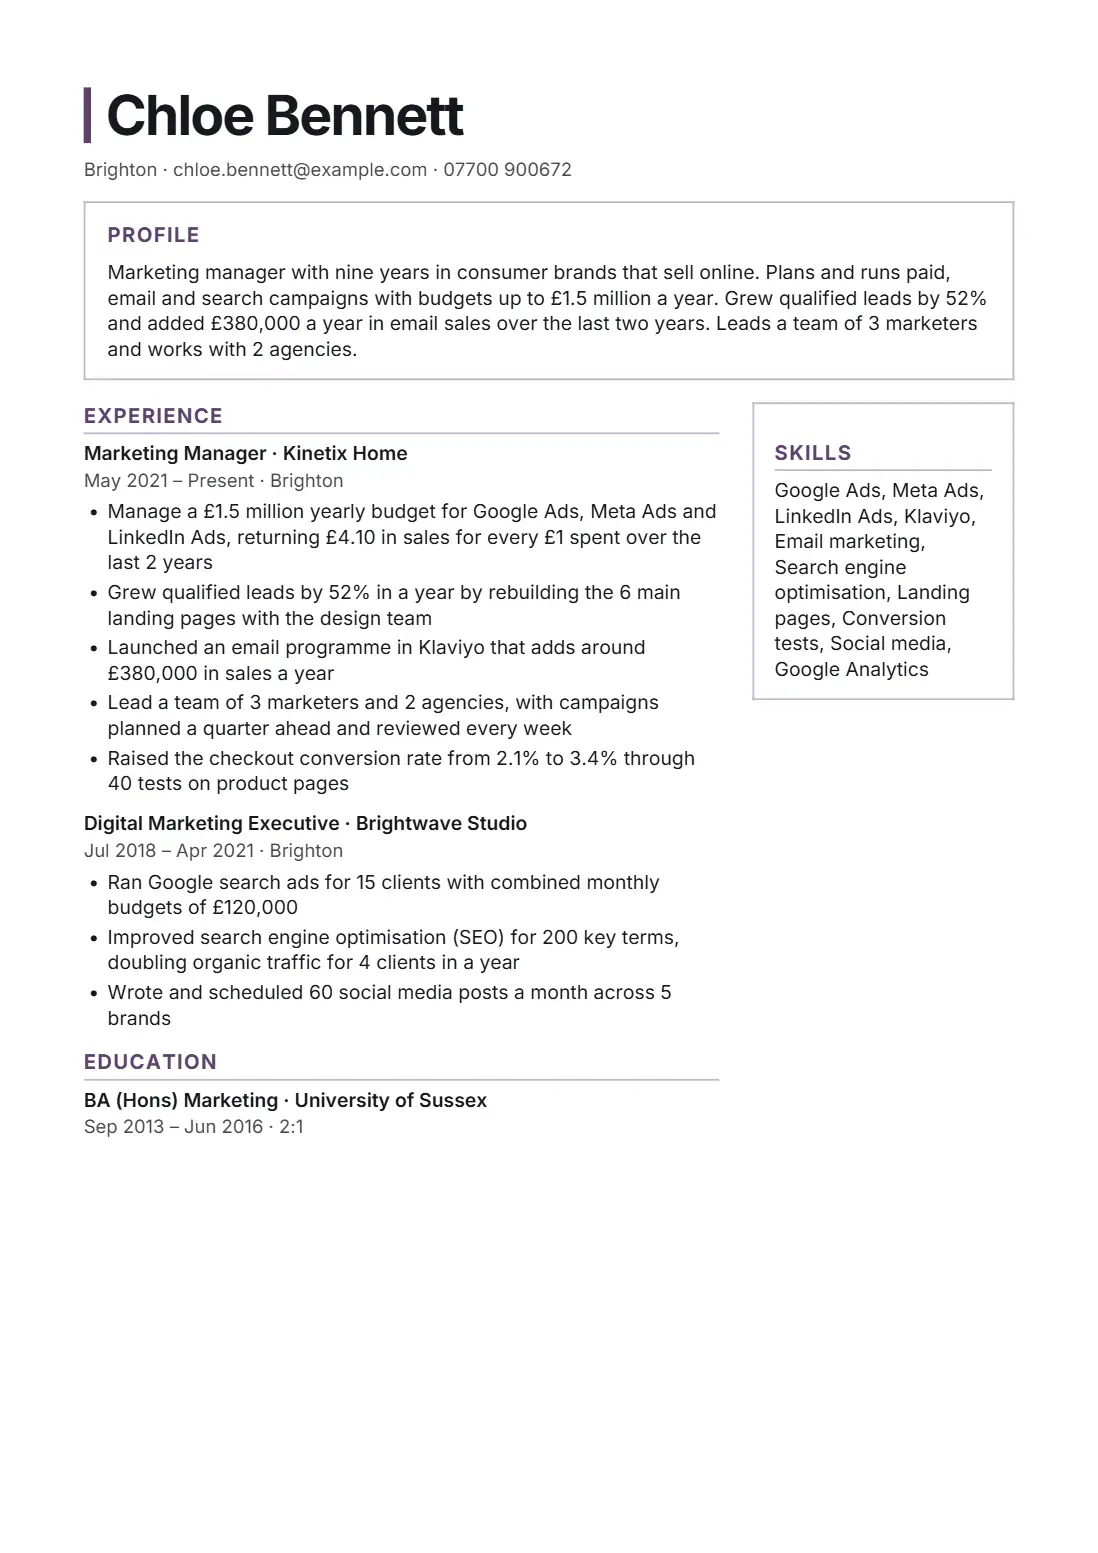 Chloe Bennett
Brighton · chloe.bennett@example.com · 07700 900672
PROFILE
Marketing manager with nine years in consumer brands that sell online. Plans and runs paid,
email and search campaigns with budgets up to £1.5 million a year. Grew qualified leads by 52%
and added £380,000 a year in email sales over the last two years. Leads a team of 3 marketers
and works with 2 agencies.
EXPERIENCE
Marketing Manager · Kinetix Home
May 2021 – Present · Brighton
• Manage a £1.5 million yearly budget for Google Ads, Meta Ads and
LinkedIn Ads, returning £4.10 in sales for every £1 spent over the
last 2 years
• Grew qualified leads by 52% in a year by rebuilding the 6 main
landing pages with the design team
• Launched an email programme in Klaviyo that adds around
£380,000 in sales a year
• Lead a team of 3 marketers and 2 agencies, with campaigns
planned a quarter ahead and reviewed every week
• Raised the checkout conversion rate from 2.1% to 3.4% through
40 tests on product pages
Digital Marketing Executive · Brightwave Studio
Jul 2018 – Apr 2021 · Brighton
• Ran Google search ads for 15 clients with combined monthly
budgets of £120,000
• Improved search engine optimisation (SEO) for 200 key terms,
doubling organic traffic for 4 clients in a year
• Wrote and scheduled 60 social media posts a month across 5
brands
EDUCATION
BA (Hons) Marketing · University of Sussex
Sep 2013 – Jun 2016 · 2:1
SKILLS
Google Ads, Meta Ads,
LinkedIn Ads, Klaviyo,
Email marketing,
Search engine
optimisation, Landing
pages, Conversion
tests, Social media,
Google Analytics